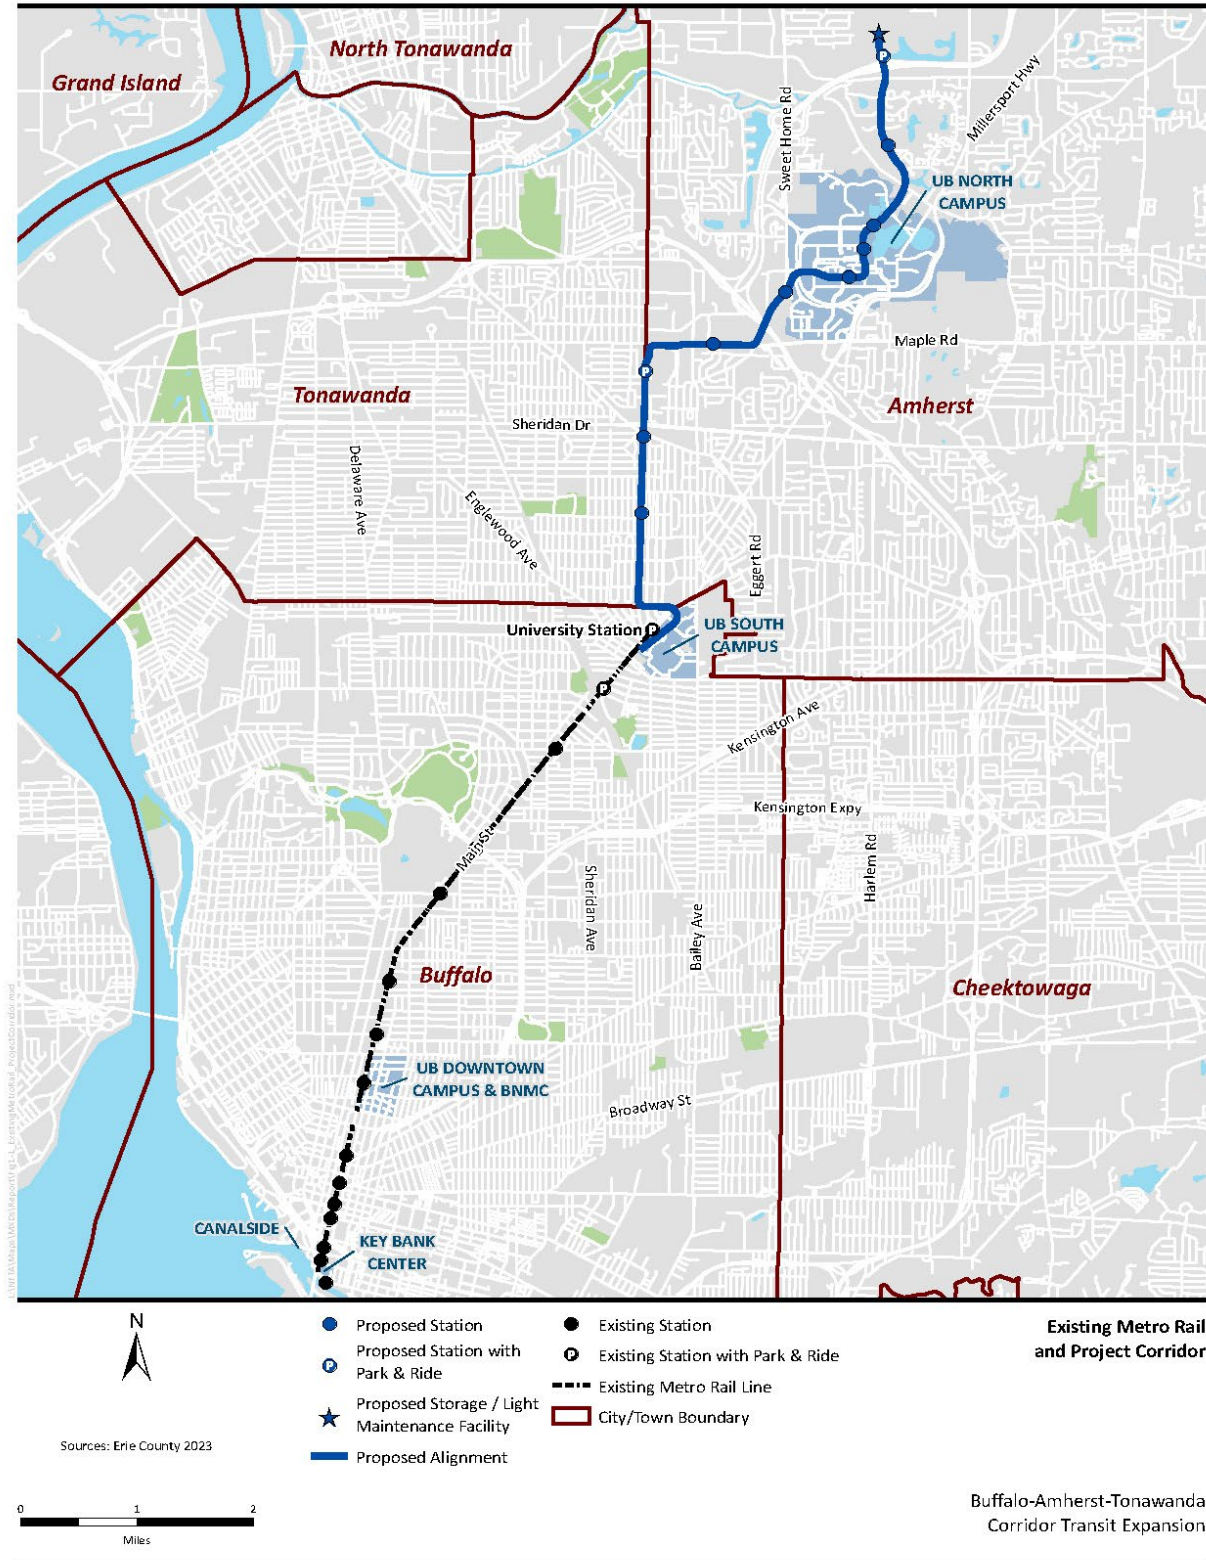 North Tonawanda
Grand Island
Millersport Hwy
Sweet Home Rd
UB NORTH
CAMPUS
Maple Rd
Tonawanda
Amherst
Sheridan Dr
Delaware Ave
Englewood Ave
Eggert Rd
University Station
P
UB SOUTH
CAMPUS
P
P
P
Kensington Ave
Kensington Expy
Main St
Harlem Rd
Sheridan Ave
Bailey Ave
Buffalo
Cheektowaga
UB DOWNTOWN
CAMPUS & BNMC
Broadway St
CANALSIDE
KEY BANK
CENTER
N
Proposed Station
P
Proposed Station with
Park & Ride
Proposed Storage / Light
Maintenance Facility
Proposed Alignment
Existing Station
P
Existing Station with Park & Ride
Existing Metro Rail Line
City/Town Boundary
Existing Metro Rail
and Project Corridor
Sources: Erie County 2023
0 1 2
Miles
Buffalo-Amherst-Tonawanda
Corridor Transit Expansion